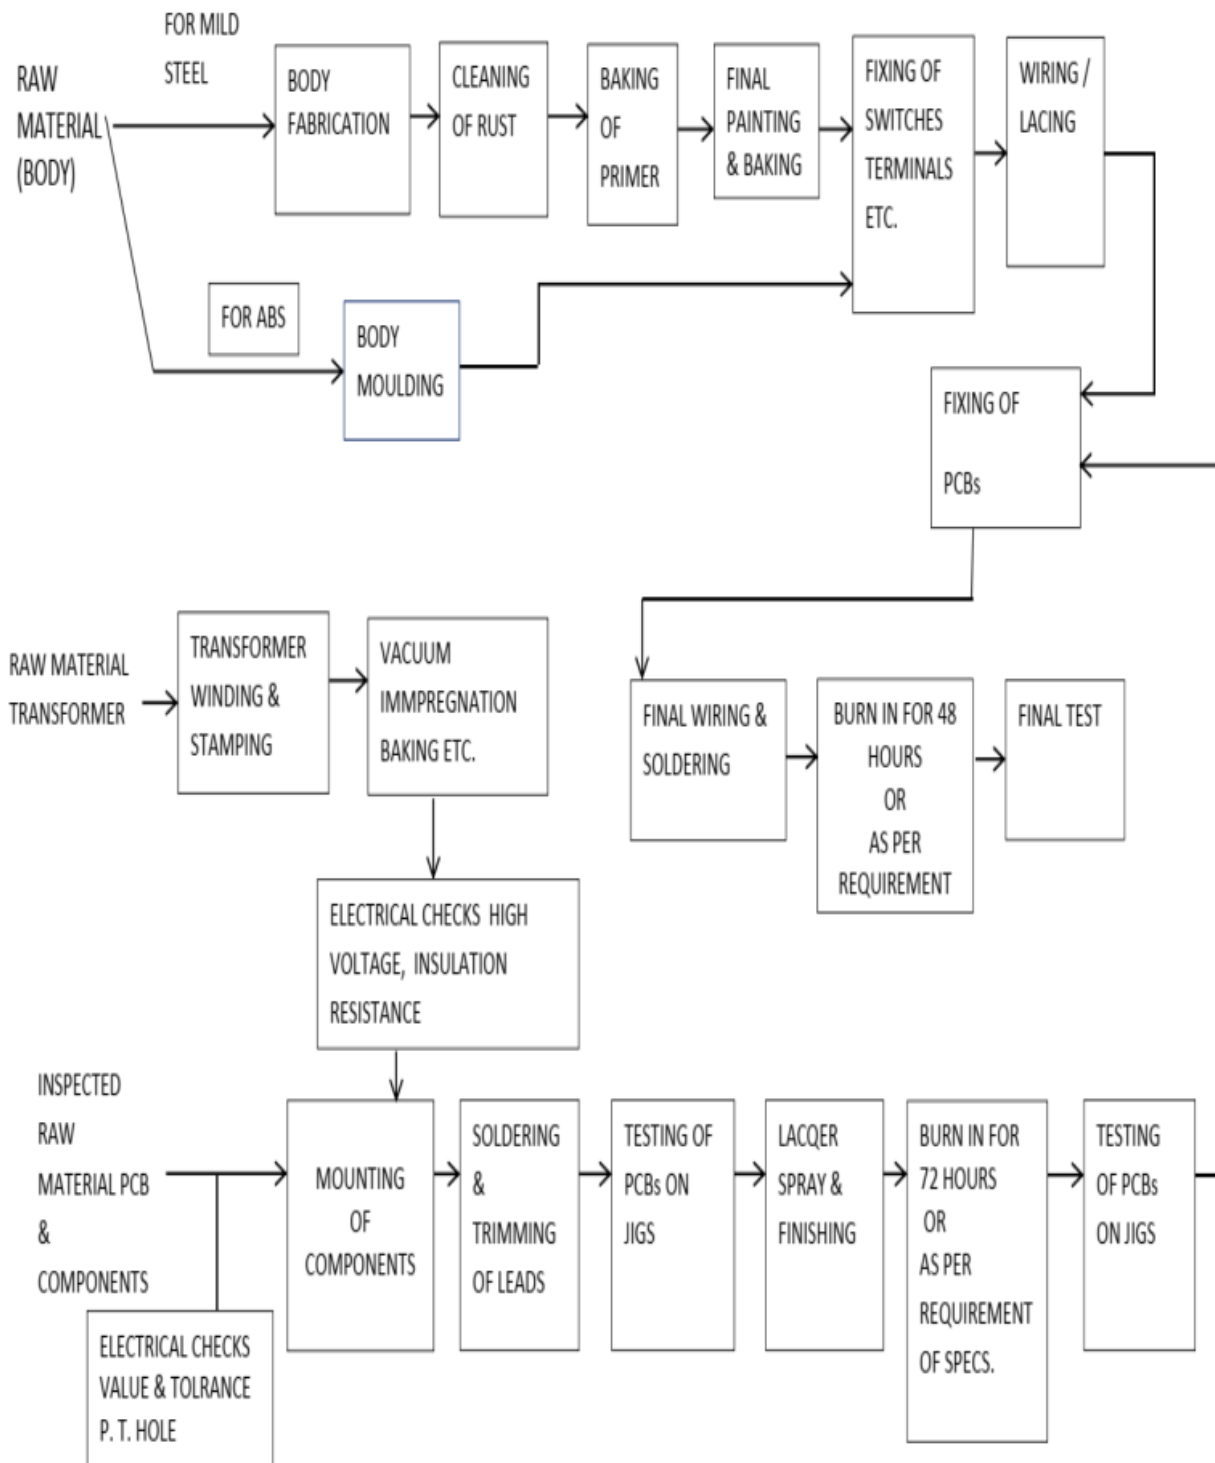 FOR MILD
STEEL
RAW
MATERIAL
(BODY)
BODY
FABRICATION
CLEANING
OF RUST
BAKING
OF
PRIMER
FINAL
PAINTING
& BAKING
FIXING OF
SWITCHES
TERMINALS
ETC.
WIRING /
LACING
FOR ABS
BODY
MOULDING
FIXING OF
PCBs
RAW MATERIAL
TRANSFORMER
TRANSFORMER
WINDING &
STAMPING
VACUUM
IMMPREGNATION
BAKING ETC.
FINAL WIRING &
SOLDERING
BURN IN FOR 48
HOURS
OR
AS PER
REQUIREMENT
FINAL TEST
ELECTRICAL CHECKS HIGH
VOLTAGE, INSULATION
RESISTANCE
INSPECTED
RAW
MATERIAL PCB
&
COMPONENTS
ELECTRICAL CHECKS
VALUE & TOLRANCE
P. T. HOLE
MOUNTING
OF
COMPONENTS
SOLDERING
&
TRIMMING
OF LEADS
TESTING OF
PCBs ON
JIGS
LACQER
SPRAY &
FINISHING
BURN IN FOR
72 HOURS
OR
AS PER
REQUIREMENT
OF SPECS.
TESTING
OF PCBs
ON JIGS